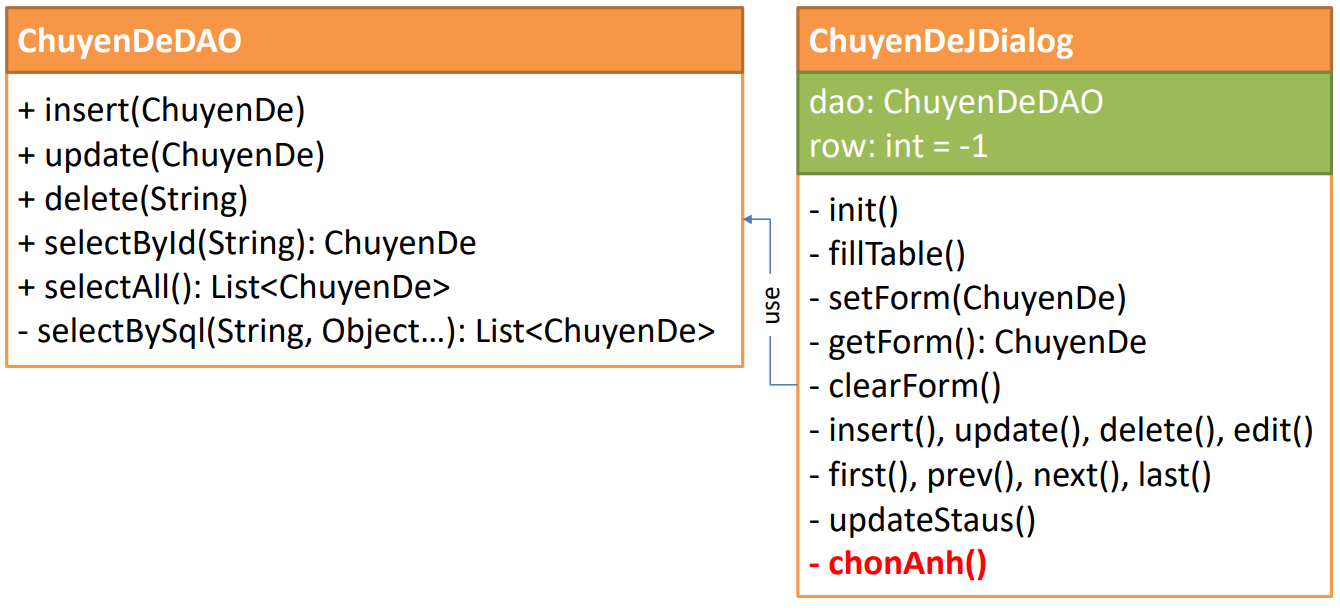 ChuyenDeDAO
+ insert(ChuyenDe)
+ update(ChuyenDe)
+ delete(String)
+ selectById(String): ChuyenDe
+ selectAll(): List<ChuyenDe>
- selectBySql(String, Object…): List<ChuyenDe>
use
ChuyenDeJDialog
dao: ChuyenDeDAO
row: int = -1
- init()
- fillTable()
- setForm(ChuyenDe)
- getForm(): ChuyenDe
- clearForm()
- insert(), update(), delete(), edit()
- first(), prev(), next(), last()
- updateStaus()
- chonAnh()